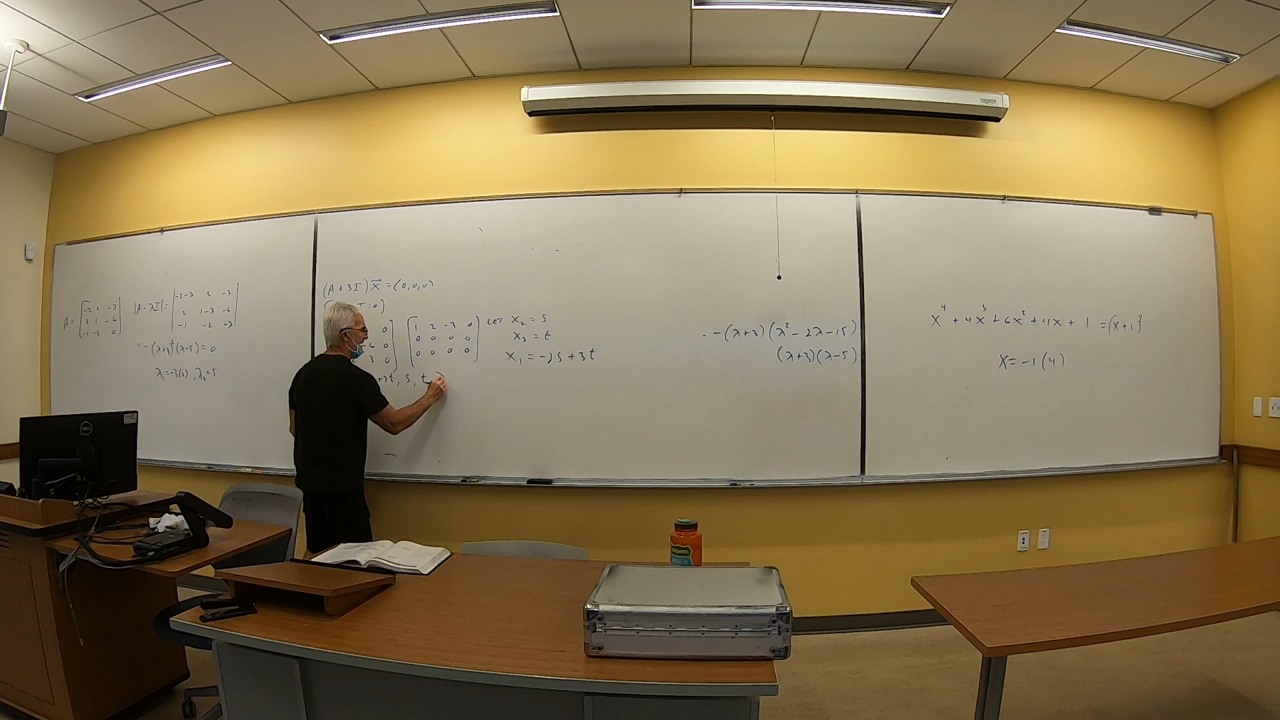 A = [-2 2 -3; 2 1 -6; -1 -2 0] |A-λI| = |-2-λ 2 -3; 2 1-λ -6; -1 -2 -λ|
= -(λ+3)²(λ-5) = 0
λ₁ = -3(2), λ₂ = 5
(A+3I)x̄ = (0,0,0)
[1 2 -3 0; 0 0 0 0; 0 0 0 0]
LET x₂ = s
x₃ = t
x₁ = -2s + 3t
t, s, t
-(λ+3)(λ²-2λ-15)
(λ+3)(λ-5)
x⁴ + 4x³ + 6x² + 4x + 1 = (x+1)⁴
x = -1 (4)
DELL